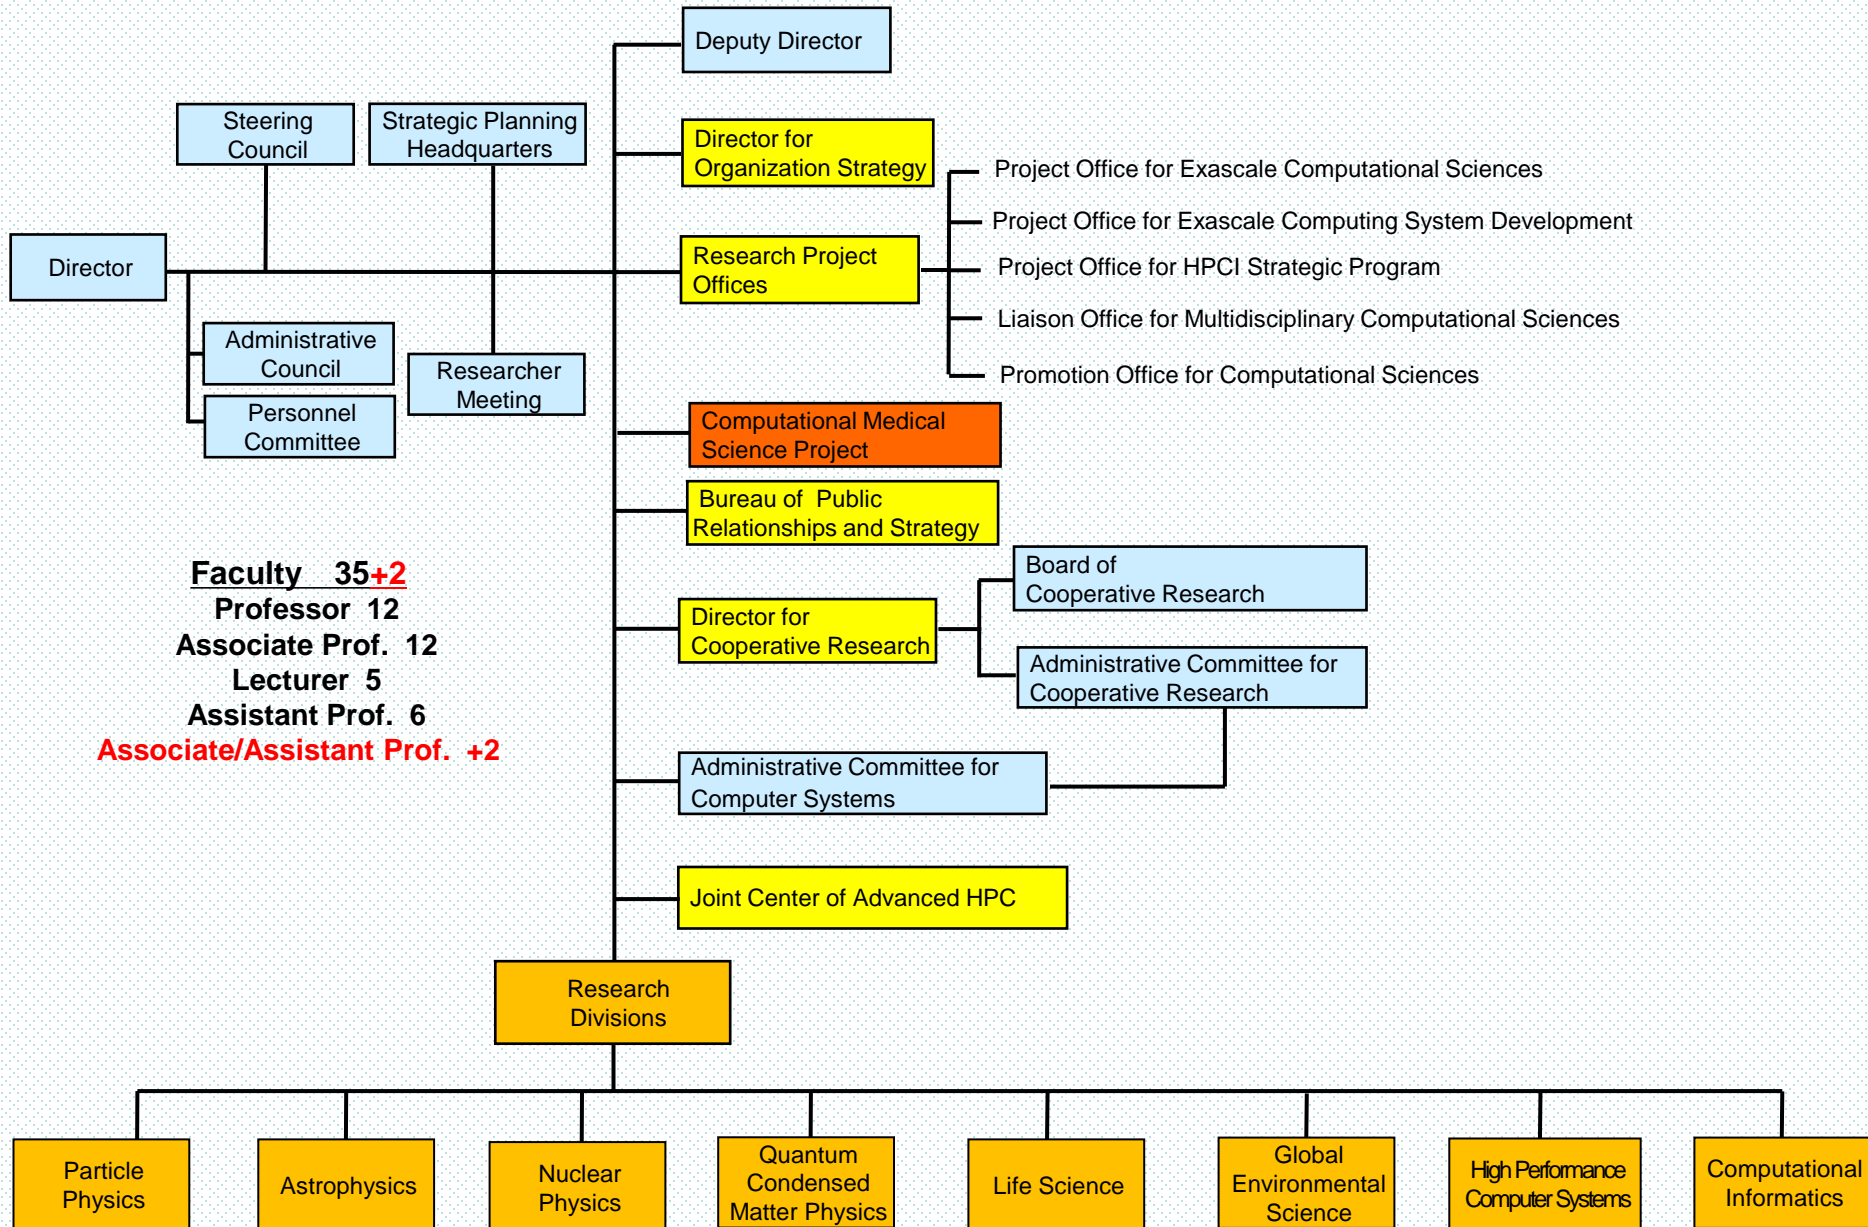 Deputy Director
Steering
Council
Strategic Planning
Headquarters
Director for
Organization Strategy
Project Office for Exascale Computational Sciences
Project Office for Exascale Computing System Development
Director
Research Project
Offices
Project Office for HPCI Strategic Program
Liaison Office for Multidisciplinary Computational Sciences
Administrative
Council
Researcher
Meeting
Promotion Office for Computational Sciences
Personnel
Committee
Computational Medical
Science Project
Bureau of Public
Relationships and Strategy
Faculty 35+2
Professor 12
Associate Prof. 12
Lecturer 5
Assistant Prof. 6
Associate/Assistant Prof. +2
Board of
Cooperative Research
Director for
Cooperative Research
Administrative Committee for
Cooperative Research
Administrative Committee for
Computer Systems
Joint Center of Advanced HPC
Research
Divisions
Particle
Physics
Astrophysics
Nuclear
Physics
Quantum
Condensed
Matter Physics
Life Science
Global
Environmental
Science
High Performance
Computer Systems
Computational
Informatics